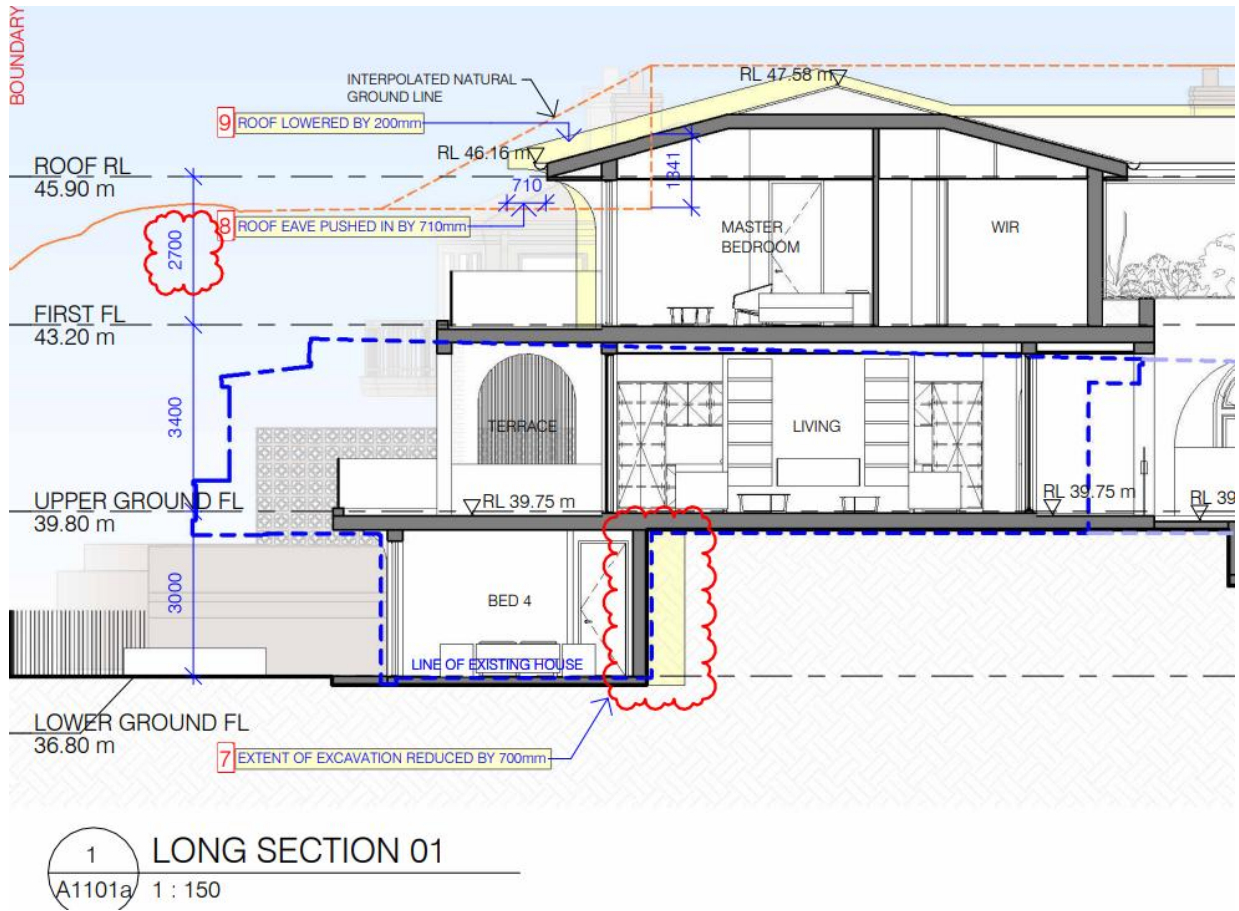 BOUNDARY
INTERPOLATED NATURAL
GROUND LINE
RL 47.58 m
9 ROOF LOWERED BY 200mm
RL 46.16 m
ROOF RL
45.90 m
710
1341
8 ROOF EAVE PUSHED IN BY 710mm
MASTER
BEDROOM
WIR
2700
FIRST FL
43.20 m
3400
TERRACE
LIVING
UPPER GROUND FL
39.80 m
RL 39.75 m
RL 39.75 m
RL 39
3000
BED 4
LINE OF EXISTING HOUSE
LOWER GROUND FL
36.80 m
7 EXTENT OF EXCAVATION REDUCED BY 700mm
1
A1101a
LONG SECTION 01
1 : 150